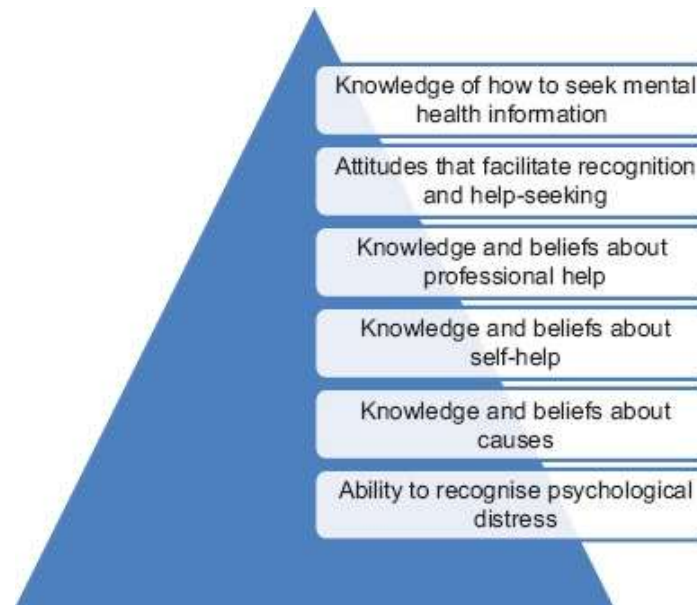 Knowledge of how to seek mental
health information
Attitudes that facilitate recognition
and help-seeking
Knowledge and beliefs about
professional help
Knowledge and beliefs about
self-help
Knowledge and beliefs about
causes
Ability to recognise psychological
distress